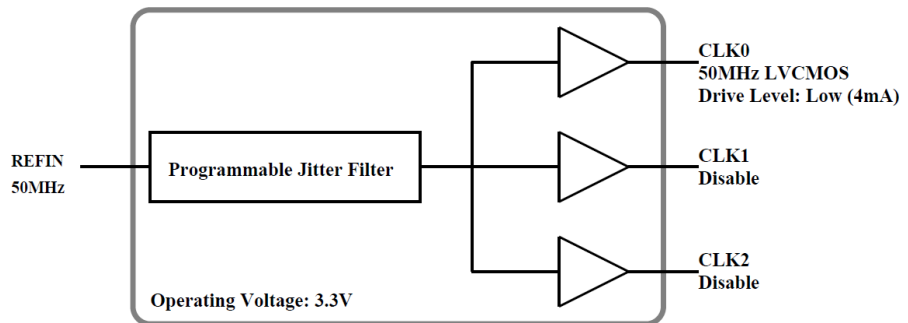 CLK0
50MHz LVCMOS
Drive Level: Low (4mA)
REFIN
50MHz
Programmable Jitter Filter
CLK1
Disable
CLK2
Disable
Operating Voltage: 3.3V